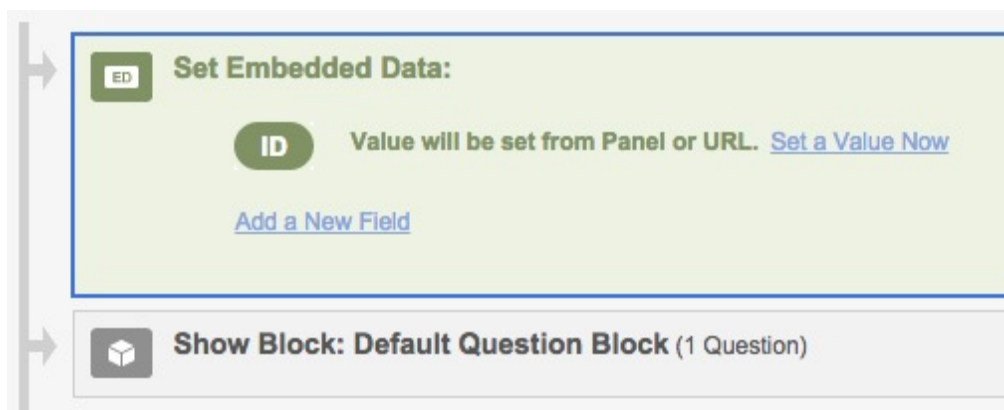 ED Set Embedded Data:
ID Value will be set from Panel or URL. Set a Value Now
Add a New Field
Show Block: Default Question Block (1 Question)